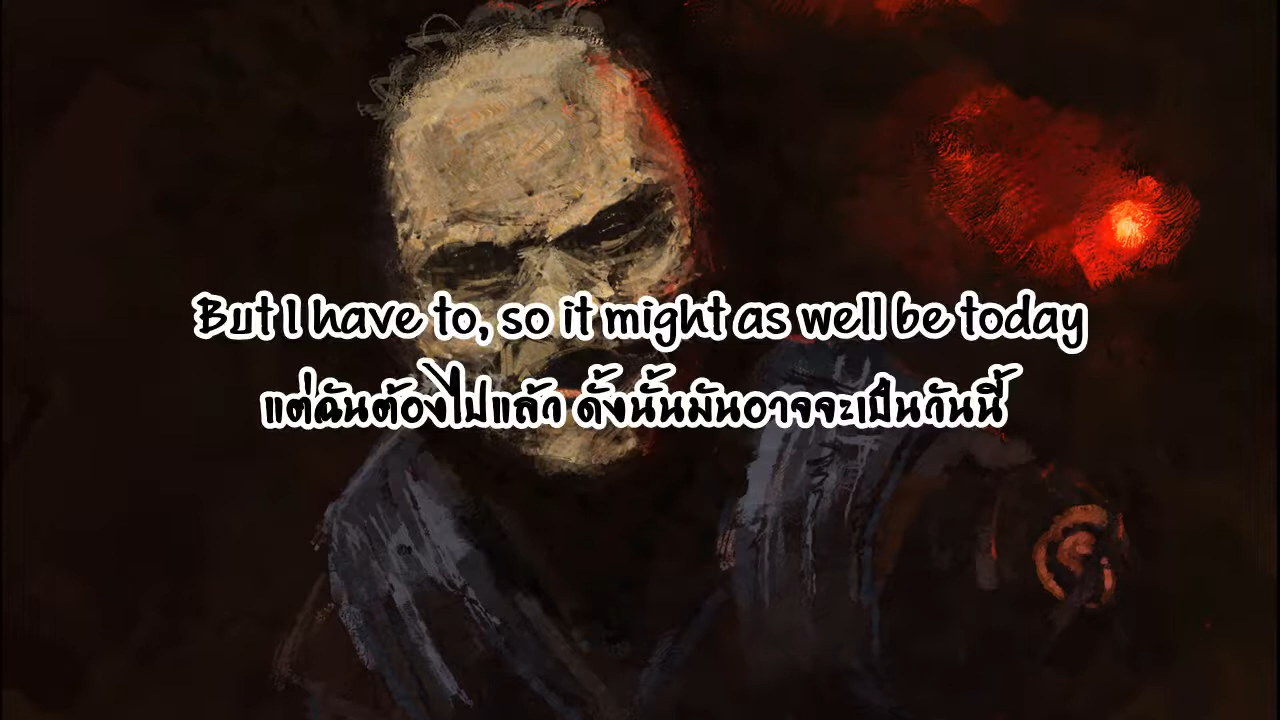 But I have to, so it might as well be today
แต่ฉันต้องไปแล้ว ดั้งนั้นมันอาจจะเป็นวันนี้